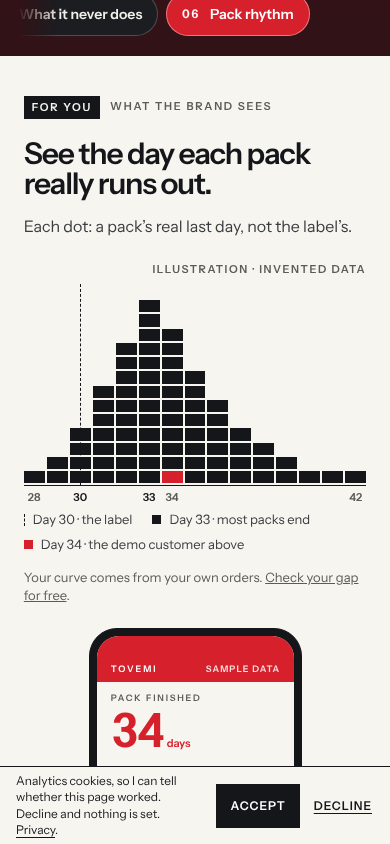 What it never does
06 Pack rhythm
FOR YOU WHAT THE BRAND SEES
See the day each pack
really runs out.
Each dot: a pack’s real last day, not the label’s.
ILLUSTRATION · INVENTED DATA
28 30 33 34 42
Day 30 · the label Day 33 · most packs end
Day 34 · the demo customer above
Your curve comes from your own orders. Check your gap
for free.
TOVEMI SAMPLE DATA
PACK FINISHED
34 days
Analytics cookies, so I can tell
whether this page worked.
Decline and nothing is set.
Privacy.
ACCEPT DECLINE